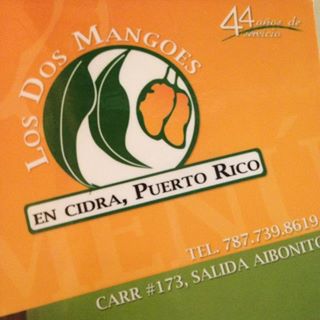 44 años de
servicio
LOS DOS MANGOES
EN CIDRA, PUERTO RICO
MENÚ
TEL. 787.739.8619
CARR #173, SALIDA AIBONITO